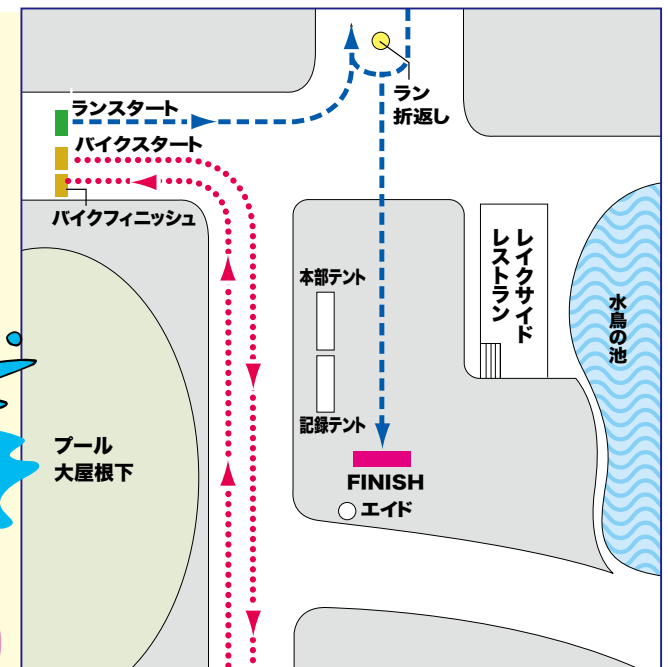 ランスタート
ラン
折返し
バイクスタート
バイクフィニッシュ
本部テント
レイクサイド
レストラン
水鳥の池
記録テント
プール
大屋根下
FINISH
エイド